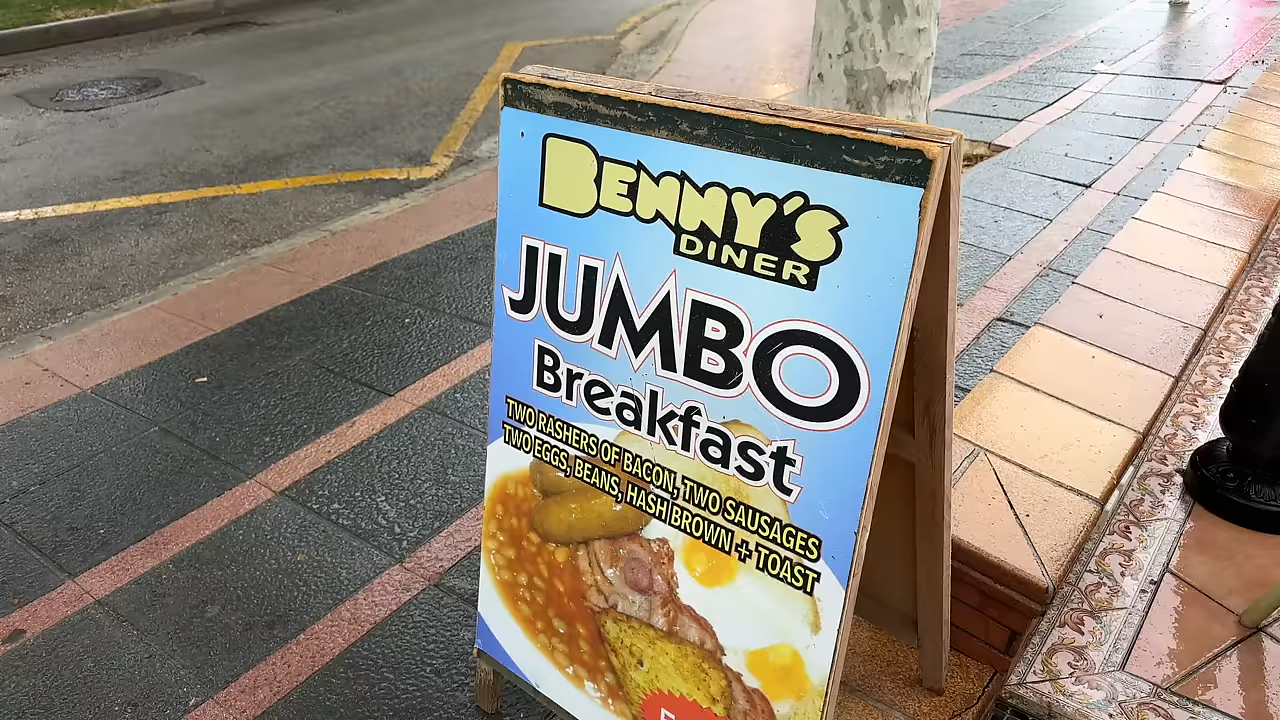 BENNY'S
DINER
JUMBO
Breakfast
TWO RASHERS OF BACON, TWO SAUSAGES
TWO EGGS, BEANS, HASH BROWN + TOAST